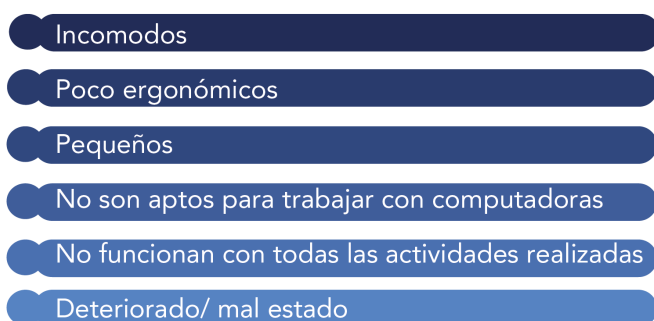 Incomodos
Poco ergonómicos
Pequeños
No son aptos para trabajar con computadoras
No funcionan con todas las actividades realizadas
Deteriorado/ mal estado